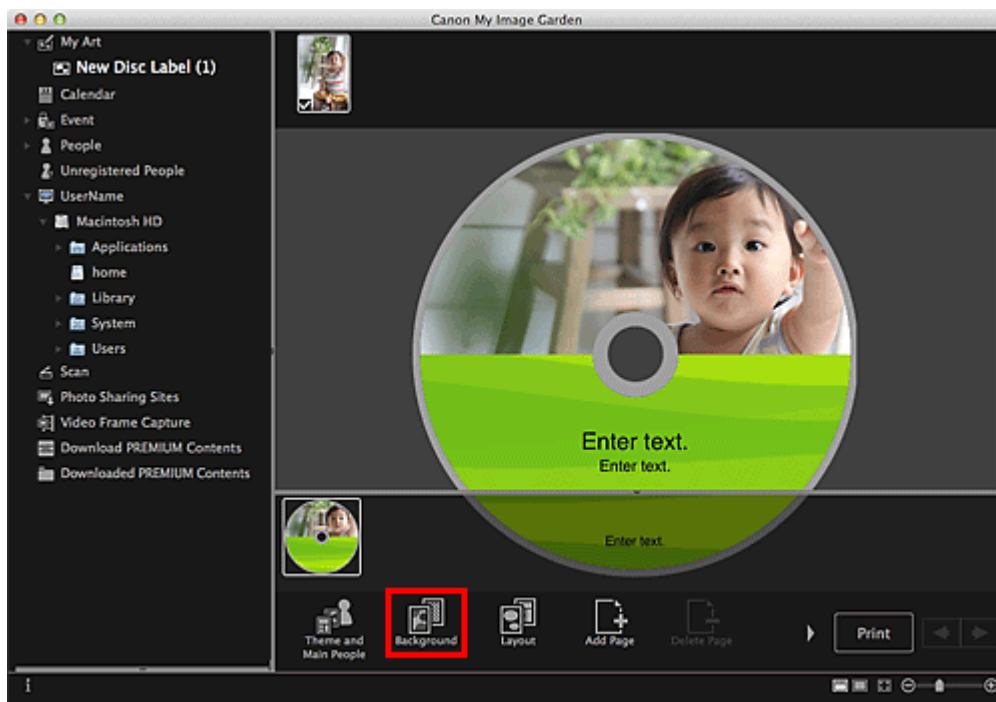 Canon My Image Garden
My Art
New Disc Label (1)
Calendar
Event
People
Unregistered People
UserName
Macintosh HD
Applications
home
Library
System
Users
Scan
Photo Sharing Sites
Video Frame Capture
Download PREMIUM Contents
Downloaded PREMIUM Contents
Enter text.
Enter text.
Enter text.
Theme and
Main People
Background
Layout
Add Page
Delete Page
Print